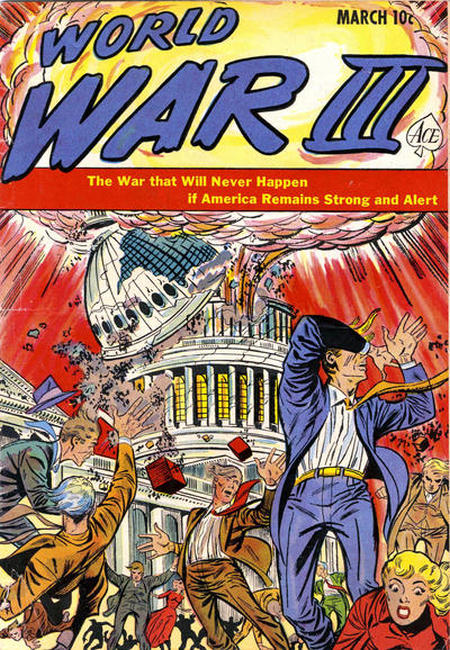 MARCH 10¢
WORLD
WAR III
ACE
The War that Will Never Happen
if America Remains Strong and Alert